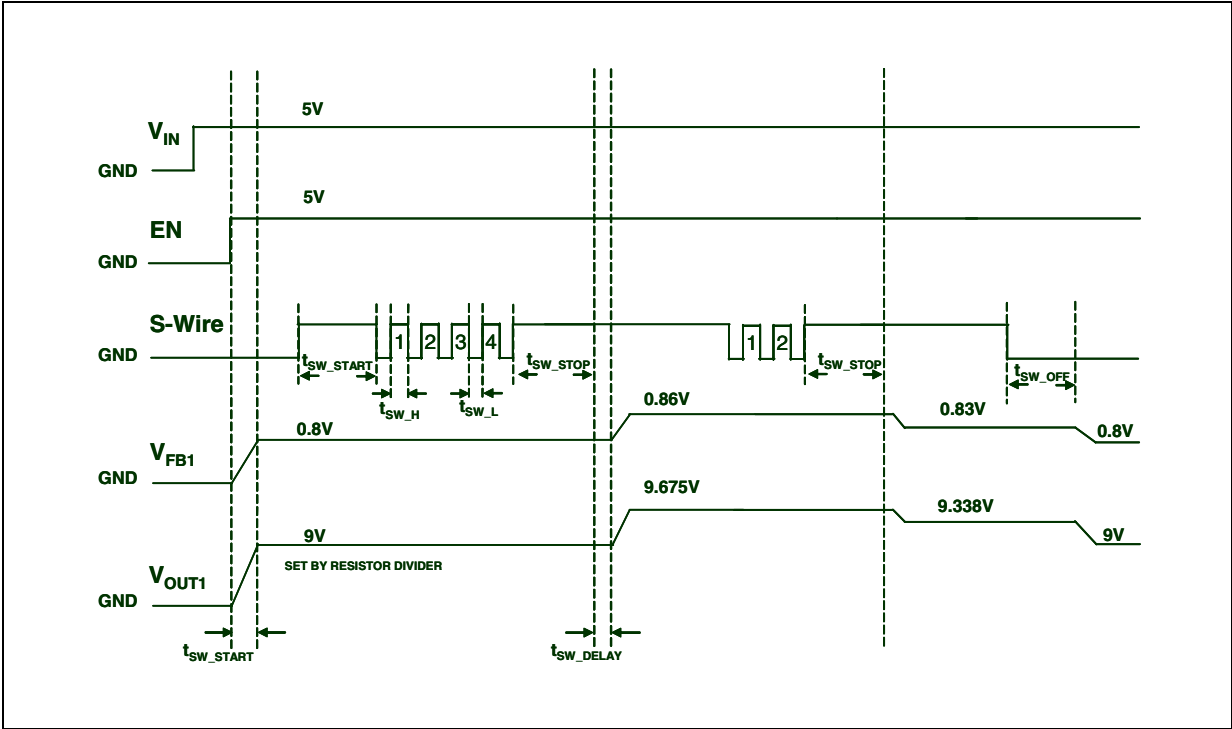 5V
VIN
GND
5V
EN
GND
S-Wire
GND
1 2 3 4
1 2
tSW_START
tSW_STOP
tSW_STOP
tSW_OFF
tSW_H
tSW_L
0.8V
0.86V
0.83V
0.8V
VFB1
GND
9.675V
9.338V
9V
9V
SET BY RESISTOR DIVIDER
VOUT1
GND
tSW_START
tSW_DELAY